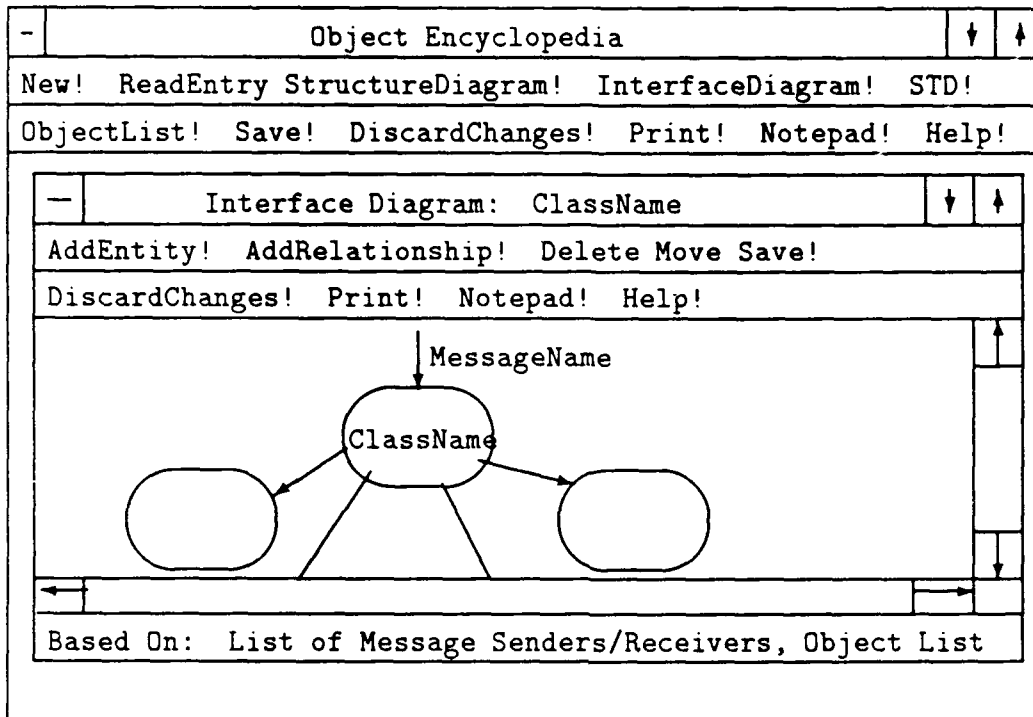 Object Encyclopedia
New! ReadEntry StructureDiagram! InterfaceDiagram! STD!
ObjectList! Save! DiscardChanges! Print! Notepad! Help!
Interface Diagram: ClassName
AddEntity! AddRelationship! Delete Move Save!
DiscardChanges! Print! Notepad! Help!
MessageName
ClassName
Based On: List of Message Senders/Receivers, Object List